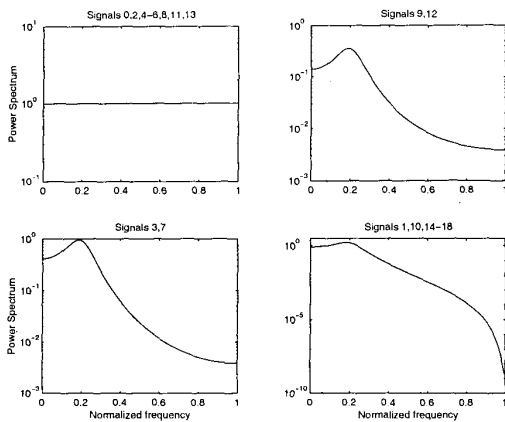 Signals 0,2,4-6,8,11,13
10^1
10^0
10^-1
Power Spectrum
0 0.2 0.4 0.6 0.8 1
Signals 9,12
10^0
10^-1
10^-2
10^-3
0 0.2 0.4 0.6 0.8 1
Signals 3,7
10^0
10^-1
10^-2
10^-3
Power Spectrum
0 0.2 0.4 0.6 0.8 1
Normalized frequency
Signals 1,10,14-18
10^0
10^-5
10^-10
0 0.2 0.4 0.6 0.8 1
Normalized frequency